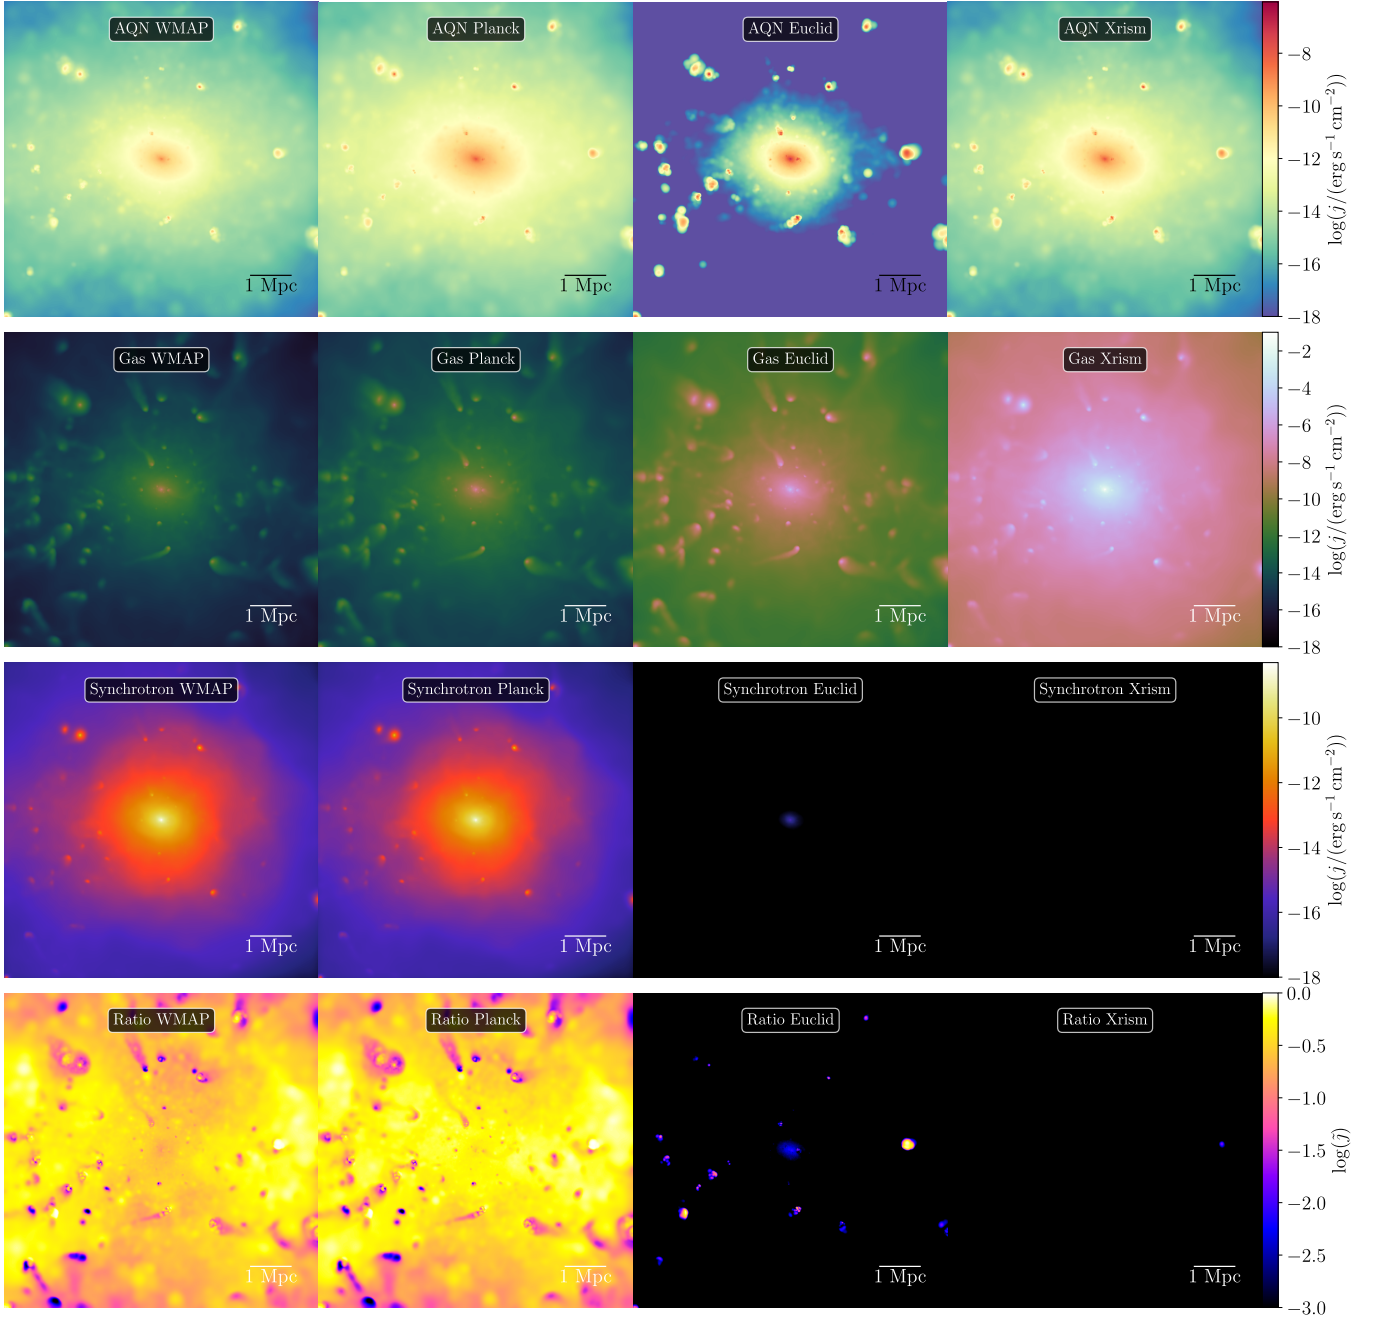 AQN WMAP
AQN Planck
AQN Euclid
AQN Xrism
1 Mpc
1 Mpc
1 Mpc
1 Mpc
−8
−10
−12
−14
−16
−18
log(j/(erg s⁻¹ cm⁻²))
Gas WMAP
Gas Planck
Gas Euclid
Gas Xrism
1 Mpc
1 Mpc
1 Mpc
1 Mpc
−2
−4
−6
−8
−10
−12
−14
−16
−18
log(j/(erg s⁻¹ cm⁻²))
Synchrotron WMAP
Synchrotron Planck
Synchrotron Euclid
Synchrotron Xrism
1 Mpc
1 Mpc
1 Mpc
1 Mpc
−10
−12
−14
−16
−18
log(j/(erg s⁻¹ cm⁻²))
Ratio WMAP
Ratio Planck
Ratio Euclid
Ratio Xrism
1 Mpc
1 Mpc
1 Mpc
1 Mpc
0.0
−0.5
−1.0
−1.5
−2.0
−2.5
−3.0
log(j̃)